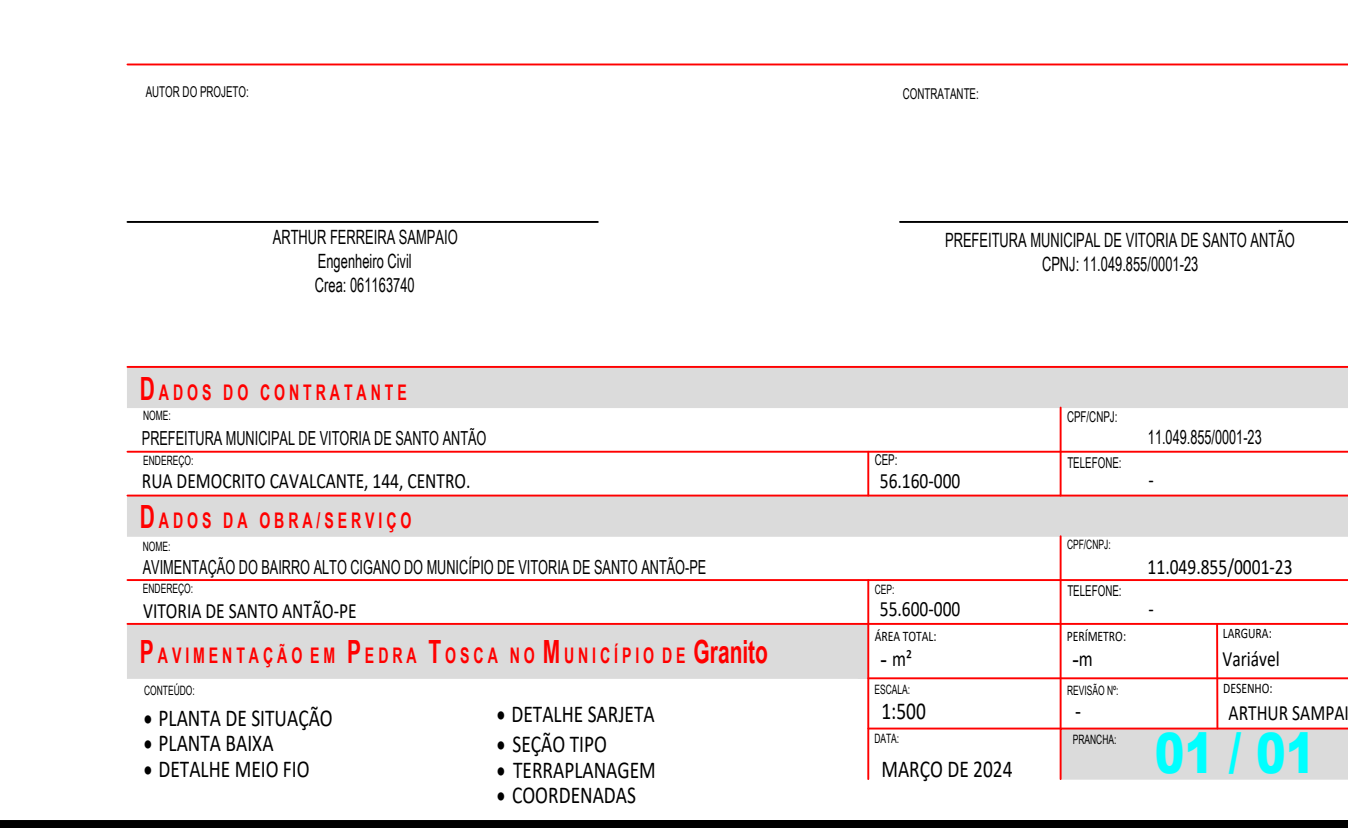 AUTOR DO PROJETO:
CONTRATANTE:
ARTHUR FERREIRA SAMPAIO
Engenheiro Civil
Crea: 061163740
PREFEITURA MUNICIPAL DE VITORIA DE SANTO ANTÃO
CPNJ: 11.049.855/0001-23
DADOS DO CONTRATANTE
NOME:
PREFEITURA MUNICIPAL DE VITORIA DE SANTO ANTÃO
CPF/CNPJ:
11.049.855/0001-23
ENDEREÇO:
RUA DEMOCRITO CAVALCANTE, 144, CENTRO.
CEP:
56.160-000
TELEFONE:
-
DADOS DA OBRA/SERVIÇO
NOME:
AVIMENTAÇÃO DO BAIRRO ALTO CIGANO DO MUNICÍPIO DE VITORIA DE SANTO ANTÃO-PE
CPF/CNPJ:
11.049.855/0001-23
ENDEREÇO:
VITORIA DE SANTO ANTÃO-PE
CEP:
55.600-000
TELEFONE:
-
PAVIMENTAÇÃO EM PEDRA TOSCA NO MUNICÍPIO DE Granito
ÁREA TOTAL:
- m²
PERÍMETRO:
-m
LARGURA:
Variável
CONTEÚDO:
• PLANTA DE SITUAÇÃO
• PLANTA BAIXA
• DETALHE MEIO FIO
• DETALHE SARJETA
• SEÇÃO TIPO
• TERRAPLANAGEM
• COORDENADAS
ESCALA:
1:500
REVISÃO Nº:
-
DESENHO:
ARTHUR SAMPAI
DATA:
MARÇO DE 2024
PRANCHA:
01 / 01